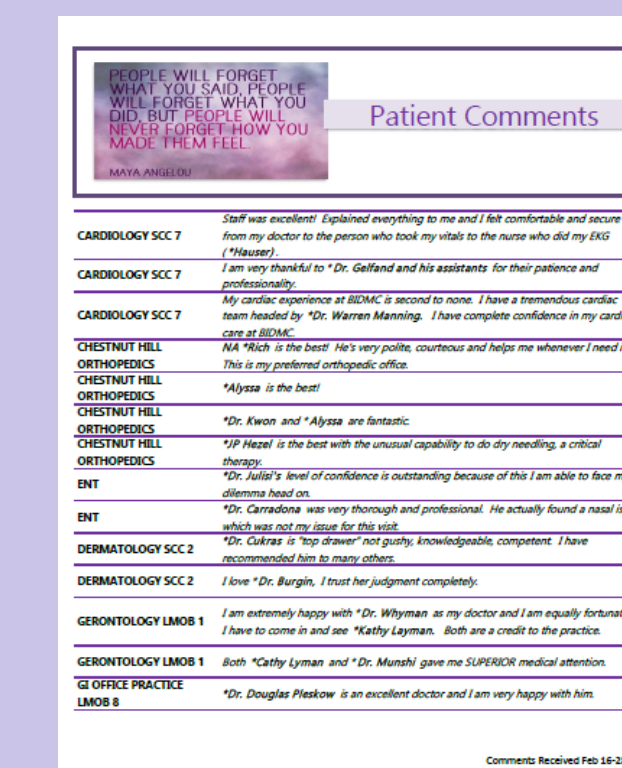 PEOPLE WILL FORGET
WHAT YOU SAID, PEOPLE
WILL FORGET WHAT YOU
DID, BUT PEOPLE WILL
NEVER FORGET HOW YOU
MADE THEM FEEL.
MAYA ANGELOU
Patient Comments
CARDIOLOGY SCC 7
Staff was excellent! Explained everything to me and I felt comfortable and secure
from my doctor to the person who took my vitals to the nurse who did my EKG
(*Hauser).
CARDIOLOGY SCC 7
I am very thankful to *Dr. Gelfand and his assistants for their patience and
professionality.
CARDIOLOGY SCC 7
My cardiac experience at BIDMC is second to none. I have a tremendous cardiac
team headed by *Dr. Warren Manning. I have complete confidence in my
care at BIDMC.
CHESTNUT HILL
ORTHOPEDICS
NA *Rich is the best! He's very polite, courteous and helps me whenever I need
This is my preferred orthopedic office.
CHESTNUT HILL
ORTHOPEDICS
*Alyssa is the best!
CHESTNUT HILL
ORTHOPEDICS
*Dr. Kwon and *Alyssa are fantastic.
CHESTNUT HILL
ORTHOPEDICS
*JP Hezel is the best with the unusual capability to do dry needling, a critical
therapy.
ENT
*Dr. Julisi's level of confidence is outstanding because of this I am able to face
dilemma head on.
ENT
*Dr. Carradona was very thorough and professional. He actually found a nasal
which was not my issue for this visit.
DERMATOLOGY SCC 2
*Dr. Cukras is "top drawer" not gushy, knowledgeable, competent. I have
recommended him to many others.
DERMATOLOGY SCC 2
I love *Dr. Burgin, I trust her judgment completely.
GERONTOLOGY LMOB 1
I am extremely happy with *Dr. Whyman as my doctor and I am equally
I have to come in and see *Kathy Layman. Both are a credit to the practice.
GERONTOLOGY LMOB 1
Both *Cathy Lyman and *Dr. Munshi gave me SUPERIOR medical attention.
GI OFFICE PRACTICE
LMOB 8
*Dr. Douglas Pleskow is an excellent doctor and I am very happy with him.
Comments Received Feb 16-